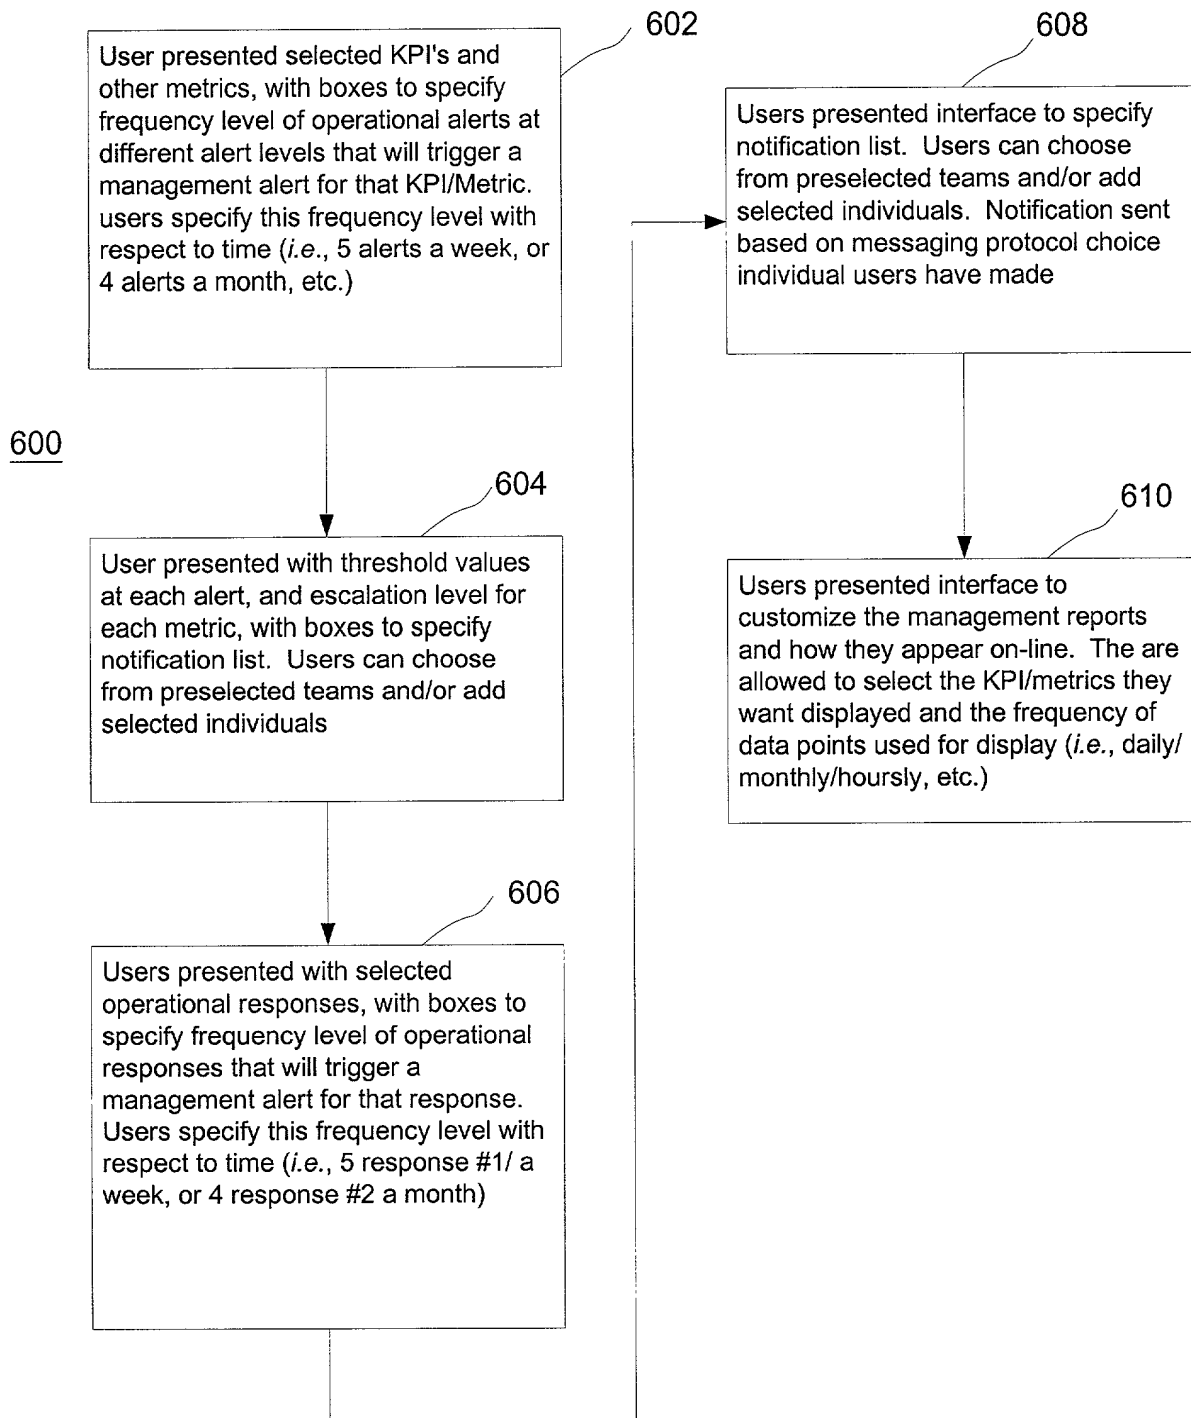 602
User presented selected KPI's and
other metrics, with boxes to specify
frequency level of operational alerts at
different alert levels that will trigger a
management alert for that KPI/Metric.
users specify this frequency level with
respect to time (i.e., 5 alerts a week, or
4 alerts a month, etc.)
600
604
User presented with threshold values
at each alert, and escalation level for
each metric, with boxes to specify
notification list. Users can choose
from preselected teams and/or add
selected individuals
606
Users presented with selected
operational responses, with boxes to
specify frequency level of operational
responses that will trigger a
management alert for that response.
Users specify this frequency level with
respect to time (i.e., 5 response #1/ a
week, or 4 response #2 a month)
608
Users presented interface to specify
notification list. Users can choose
from preselected teams and/or add
selected individuals. Notification sent
based on messaging protocol choice
individual users have made
610
Users presented interface to
customize the management reports
and how they appear on-line. The are
allowed to select the KPI/metrics they
want displayed and the frequency of
data points used for display (i.e., daily/
monthly/hoursly, etc.)